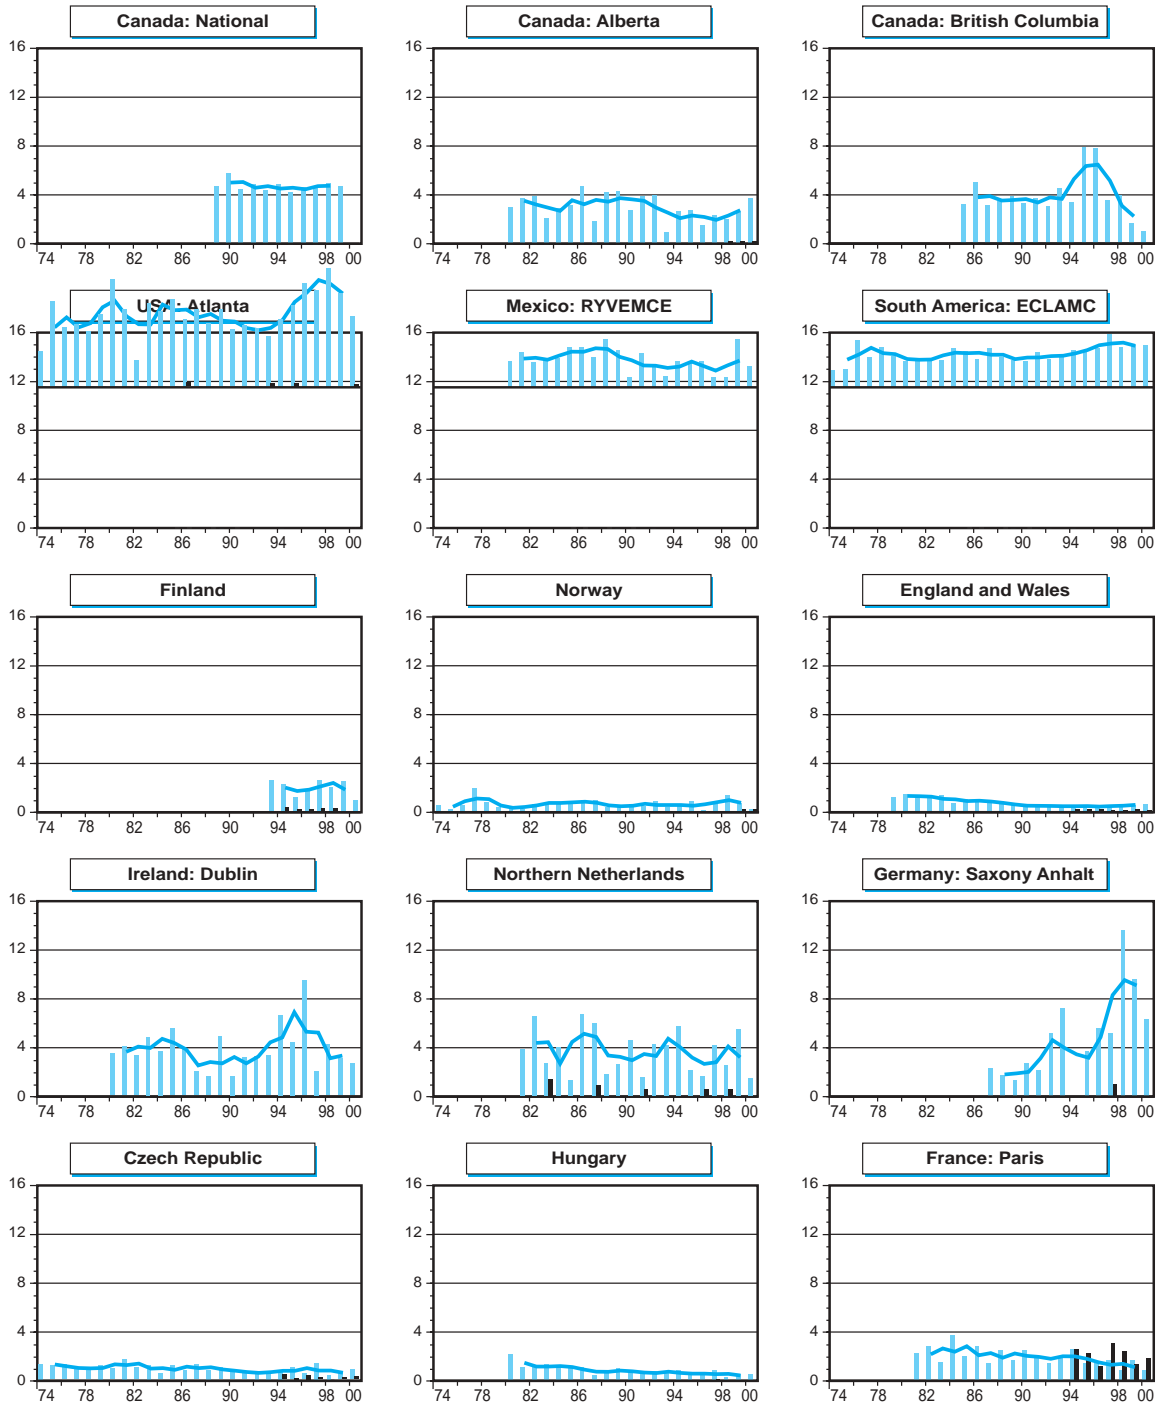 Canada: National
Canada: Alberta
Canada: British Columbia
16
12
8
4
0
74 78 82 86 90 94 98 00
16
12
8
4
0
74 78 82 86 90 94 98 00
16
12
8
4
0
74 78 82 86 90 94 98 00
USA: Atlanta
Mexico: RYVEMCE
South America: ECLAMC
16
12
8
4
0
74 78 82 86 90 94 98 00
16
12
8
4
0
74 78 82 86 90 94 98 00
16
12
8
4
0
74 78 82 86 90 94 98 00
Finland
Norway
England and Wales
16
12
8
4
0
74 78 82 86 90 94 98 00
16
12
8
4
0
74 78 82 86 90 94 98 00
16
12
8
4
0
74 78 82 86 90 94 98 00
Ireland: Dublin
Northern Netherlands
Germany: Saxony Anhalt
16
12
8
4
0
74 78 82 86 90 94 98 00
16
12
8
4
0
74 78 82 86 90 94 98 00
16
12
8
4
0
74 78 82 86 90 94 98 00
Czech Republic
Hungary
France: Paris
16
12
8
4
0
74 78 82 86 90 94 98 00
16
12
8
4
0
74 78 82 86 90 94 98 00
16
12
8
4
0
74 78 82 86 90 94 98 00